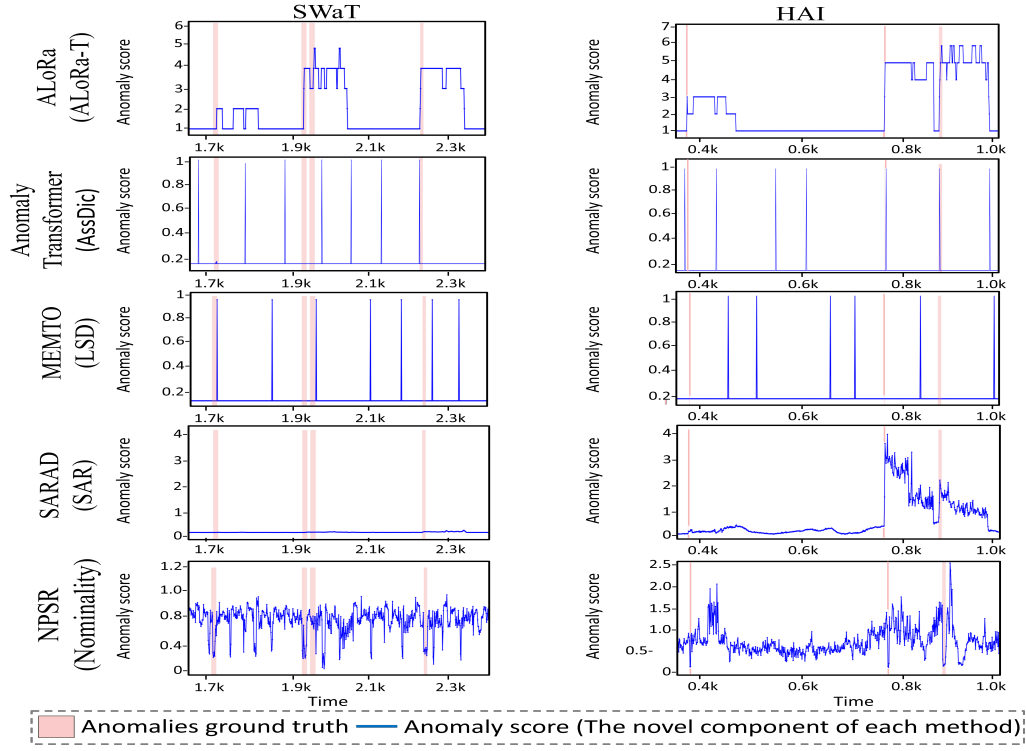 SWaT
HAI
ALoRa
(ALoRa-T)
Anomaly score
6
5
4
3
2
1
1.7k
1.9k
2.1k
2.3k
Anomaly score
7
6
5
4
3
2
1
0.4k
0.6k
0.8k
1.0k
Anomaly
Transformer
(AssDic)
Anomaly score
1
0.8
0.6
0.4
0.2
1.7k
1.9k
2.1k
2.3k
Anomaly score
1
0.8
0.6
0.4
0.2
0.4k
0.6k
0.8k
1.0k
MEMTO
(LSD)
Anomaly score
1
0.8
0.6
0.4
0.2
1.7k
1.9k
2.1k
2.3k
Anomaly score
1
0.8
0.6
0.4
0.2
0.4k
0.6k
0.8k
1.0k
SARAD
(SAR)
Anomaly score
4
3
2
1
0
1.7k
1.9k
2.1k
2.3k
Anomaly score
4
3
2
1
0
0.4k
0.6k
0.8k
1.0k
NPSR
(Nominality)
Anomaly score
1.2
1.0
0.8
0.4
0
1.7k
1.9k
2.1k
2.3k
Time
Anomaly score
2.5
2.0
1.5
1.0
0.5-
0
0.4k
0.6k
0.8k
1.0k
Time
Anomalies ground truth
Anomaly score (The novel component of each method)